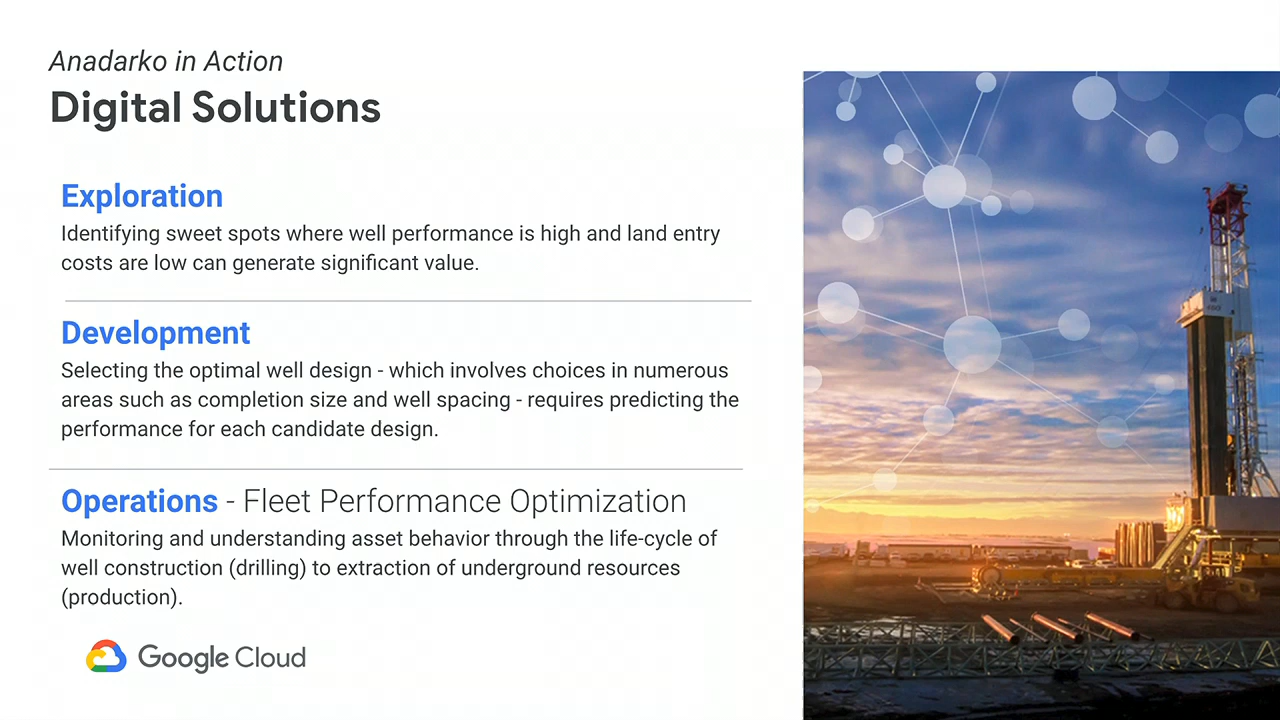 Anadarko in Action
Digital Solutions
Exploration
Identifying sweet spots where well performance is high and land entry
costs are low can generate significant value.
Development
Selecting the optimal well design - which involves choices in numerous
areas such as completion size and well spacing - requires predicting the
performance for each candidate design.
Operations - Fleet Performance Optimization
Monitoring and understanding asset behavior through the life-cycle of
well construction (drilling) to extraction of underground resources
(production).
Google Cloud